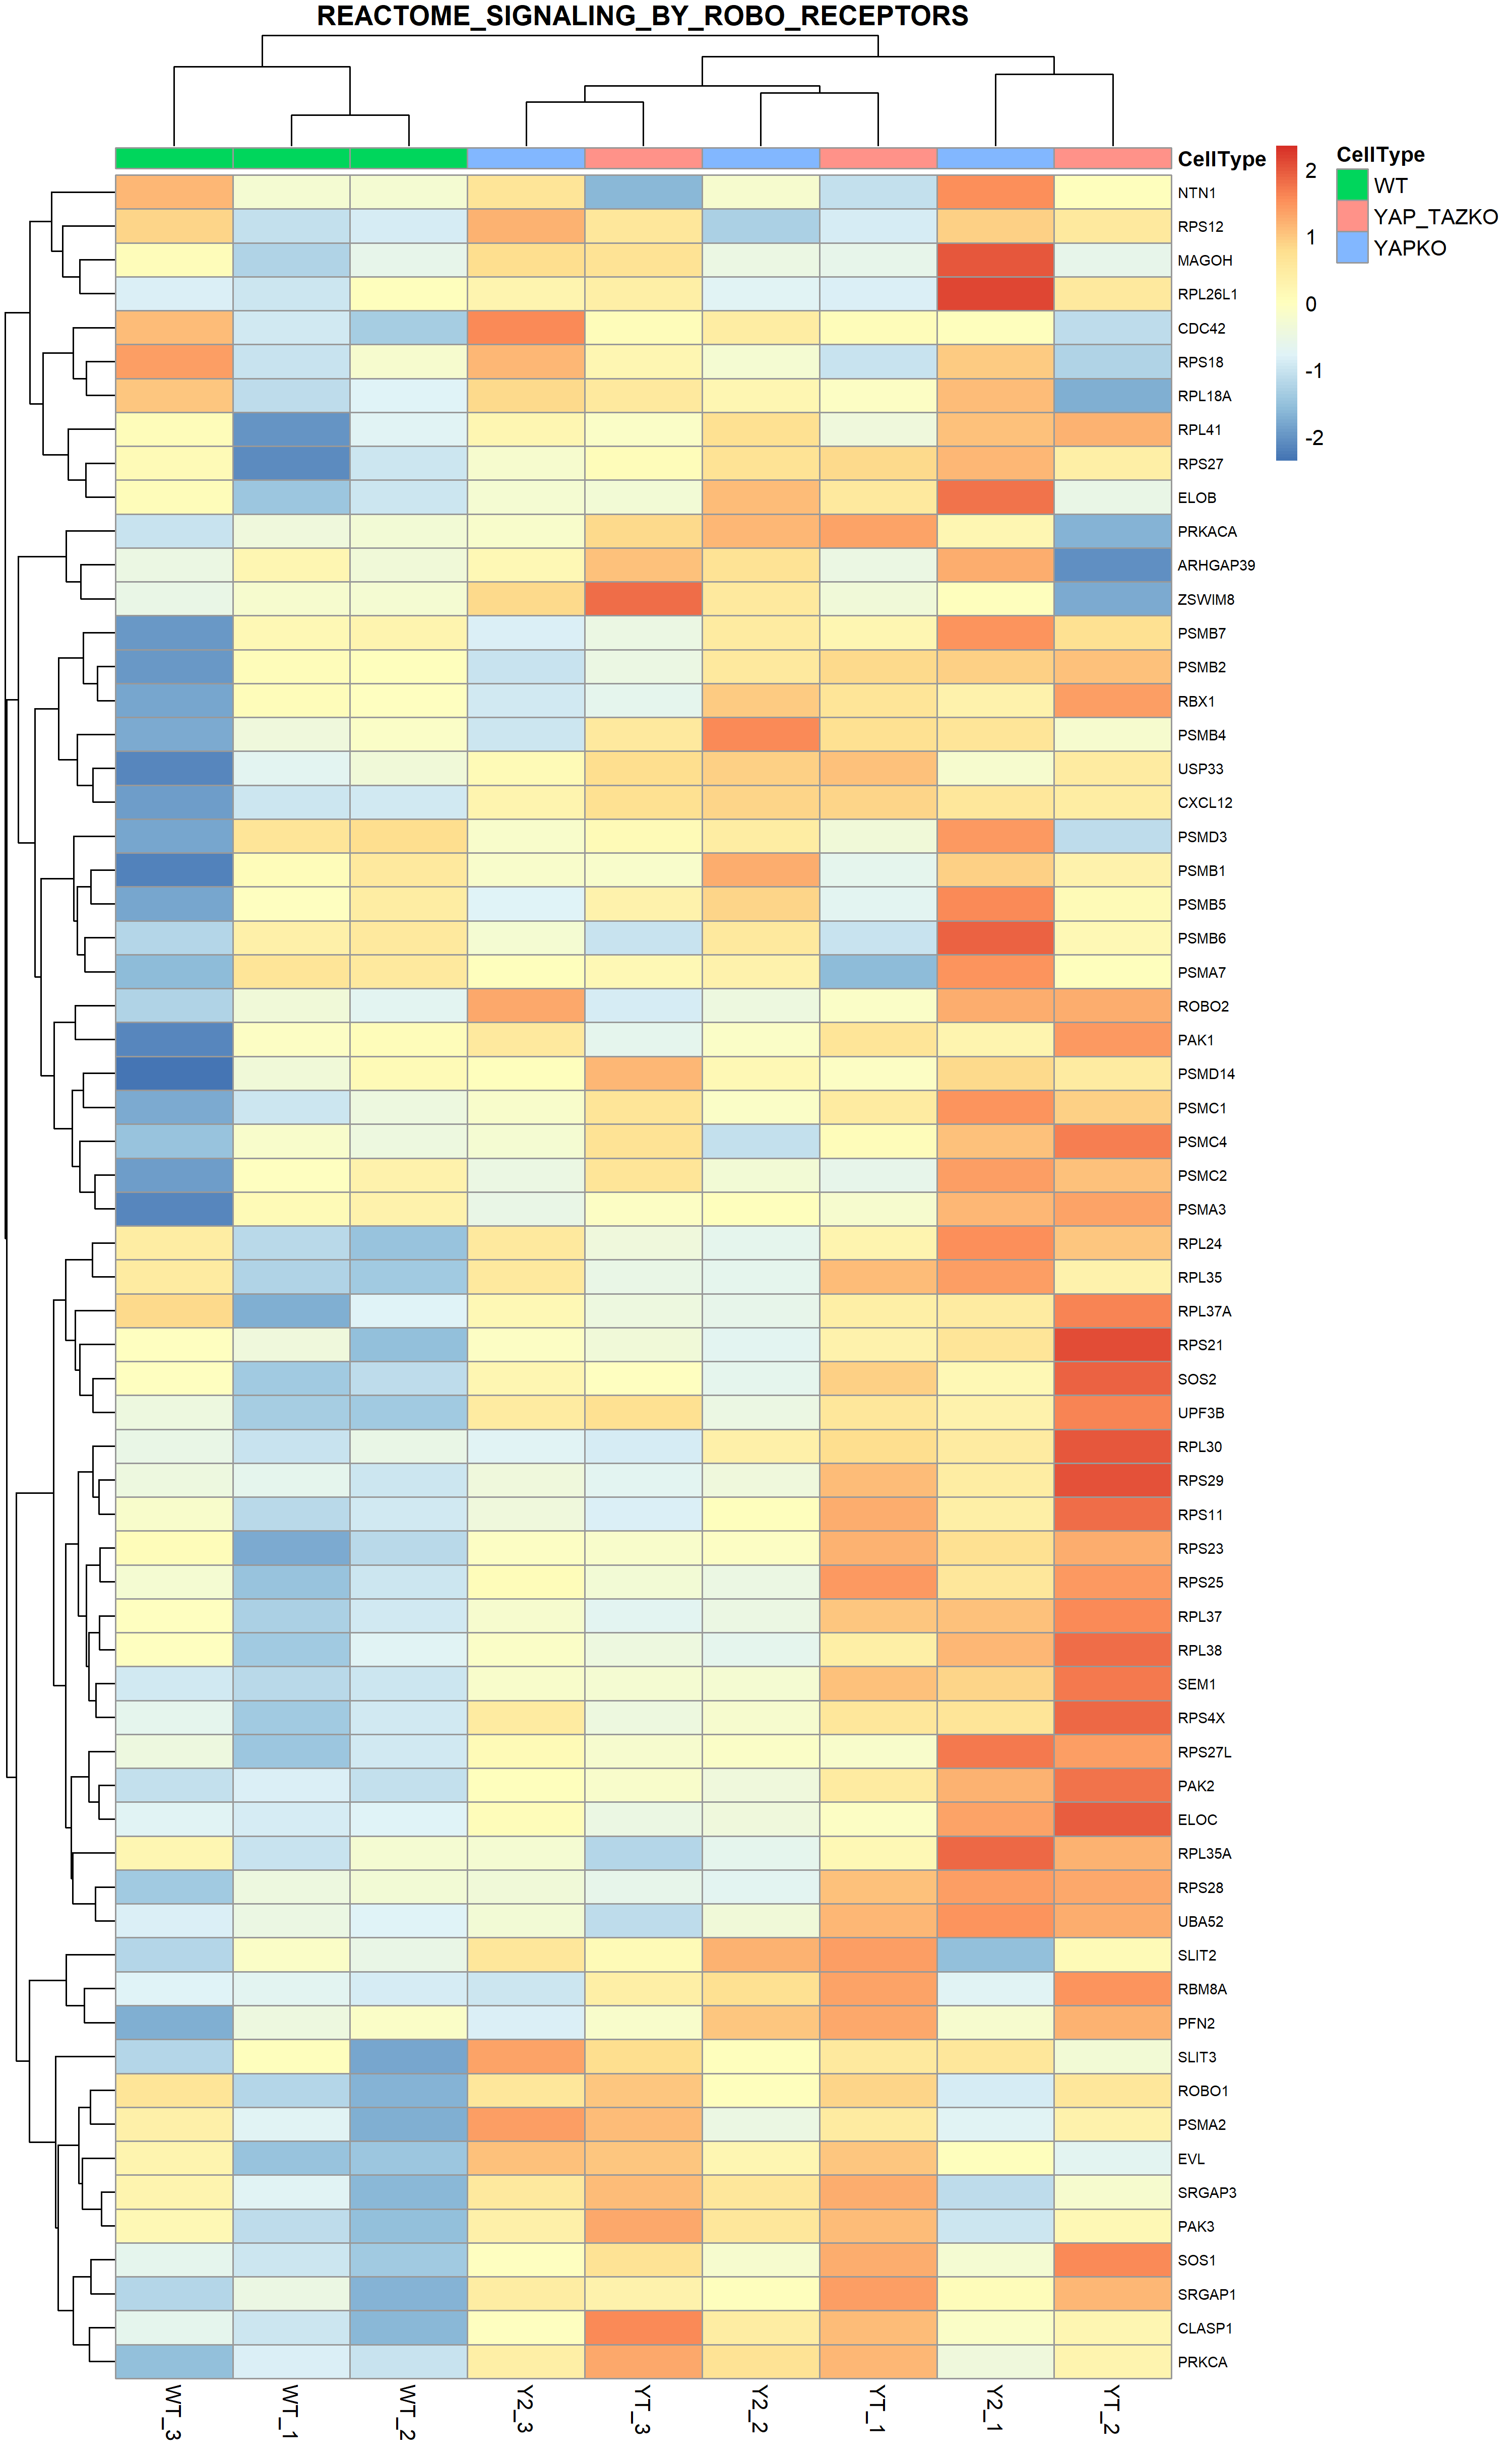 REACTOME_SIGNALING_BY_ROBO_RECEPTORS
CellType
2
1
0
-1
-2
CellType
WT
YAP_TAZKO
YAPKO
NTN1
RPS12
MAGOH
RPL26L1
CDC42
RPS18
RPL18A
RPL41
RPS27
ELOB
PRKACA
ARHGAP39
ZSWIM8
PSMB7
PSMB2
RBX1
PSMB4
USP33
CXCL12
PSMD3
PSMB1
PSMB5
PSMB6
PSMA7
ROBO2
PAK1
PSMD14
PSMC1
PSMC4
PSMC2
PSMA3
RPL24
RPL35
RPL37A
RPS21
SOS2
UPF3B
RPL30
RPS29
RPS11
RPS23
RPS25
RPL37
RPL38
SEM1
RPS4X
RPS27L
PAK2
ELOC
RPL35A
RPS28
UBA52
SLIT2
RBM8A
PFN2
SLIT3
ROBO1
PSMA2
EVL
SRGAP3
PAK3
SOS1
SRGAP1
CLASP1
PRKCA
WT_3
WT_1
WT_2
Y2_3
YT_3
Y2_2
YT_1
Y2_1
YT_2